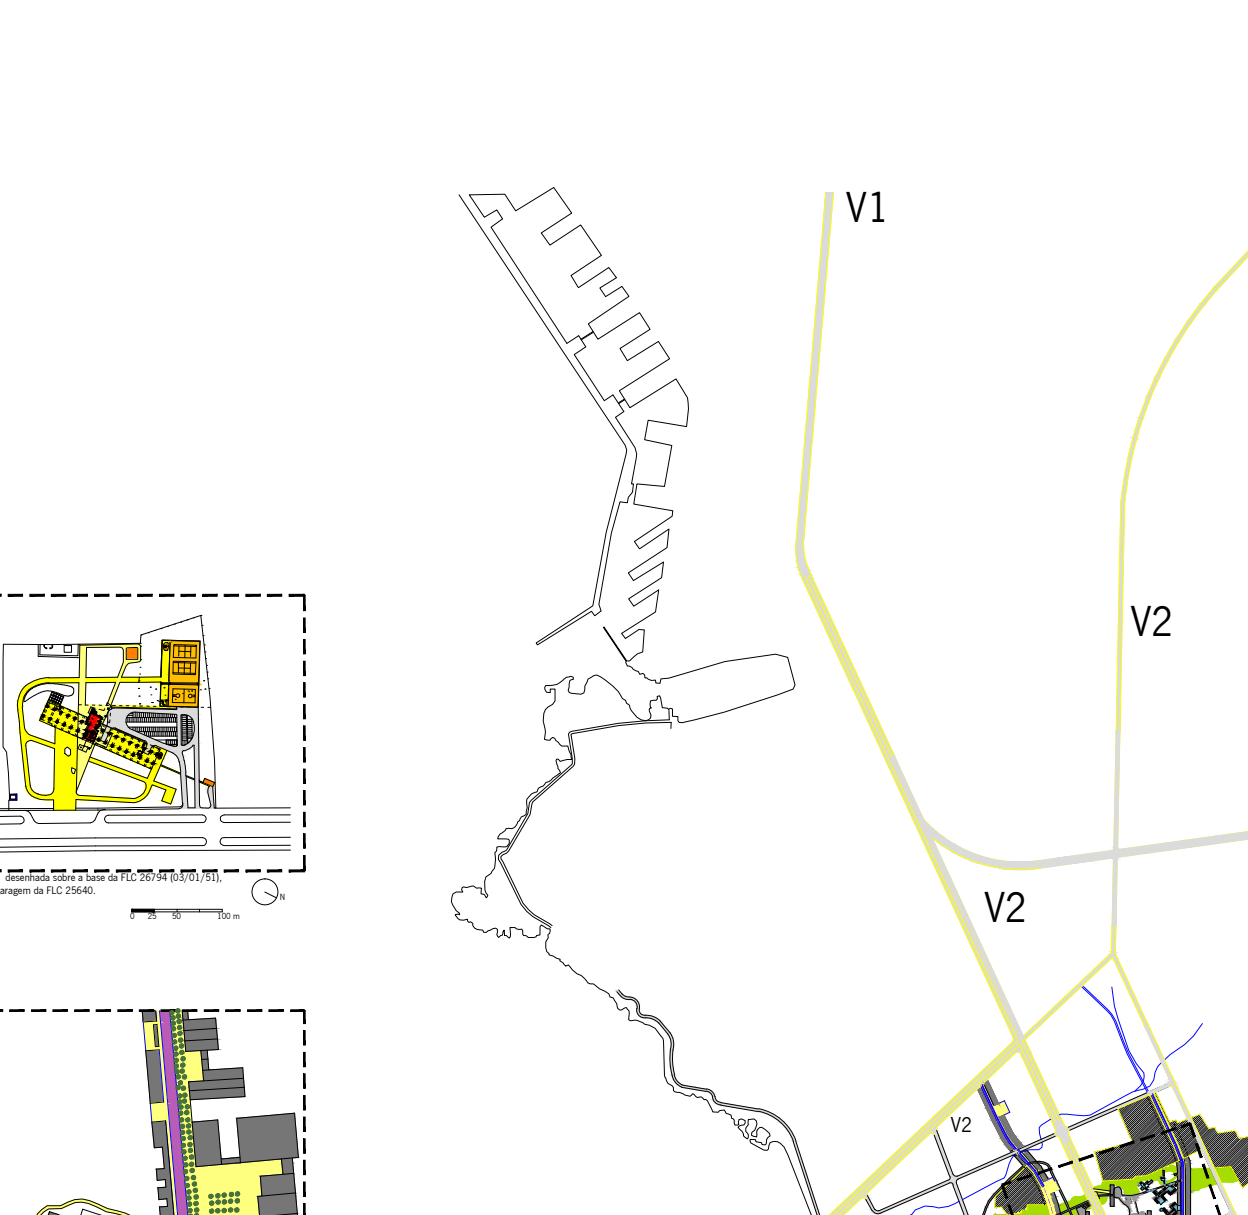 V1
V2
desenhada sobre a base da FLC 26794 (03/01/51),
aragem da FLC 25640.
N
0 25 50 100 m
V2
V2